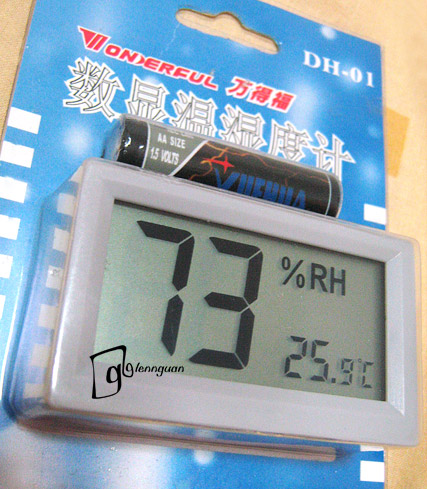 WONDERFUL 万得福
DH-01
数显温湿度计
AA SIZE
1.5 VOLTS
73 %RH
25.9°C
glennguan